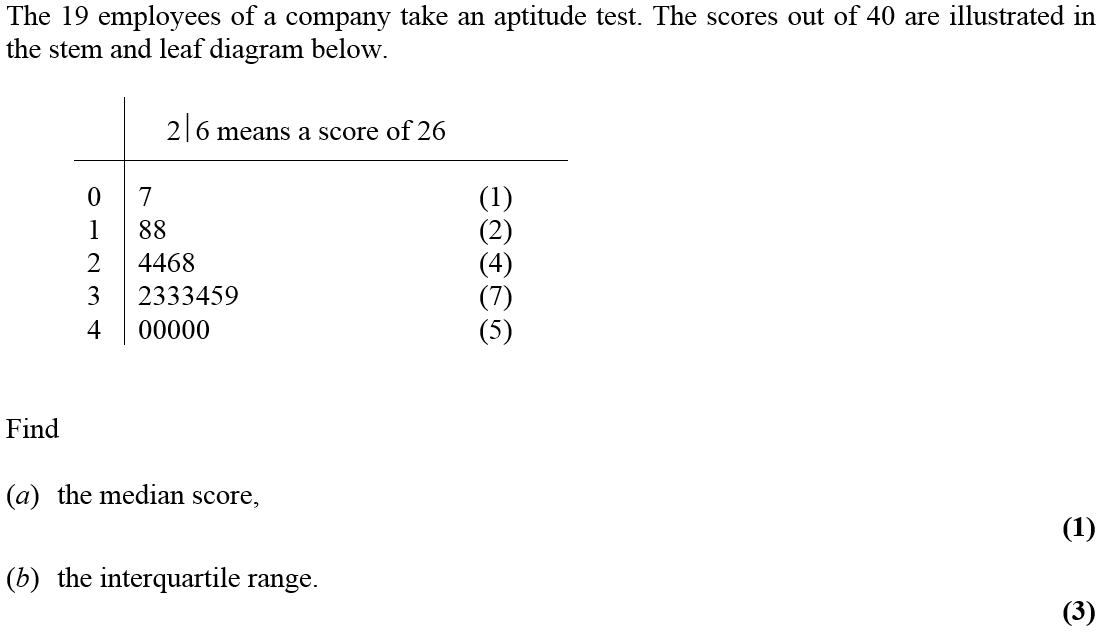 The 19 employees of a company take an aptitude test. The scores out of 40 are illustrated in
the stem and leaf diagram below.
2|6 means a score of 26
0 7 (1)
1 88 (2)
2 4468 (4)
3 2333459 (7)
4 00000 (5)
Find
(a) the median score,
(1)
(b) the interquartile range.
(3)